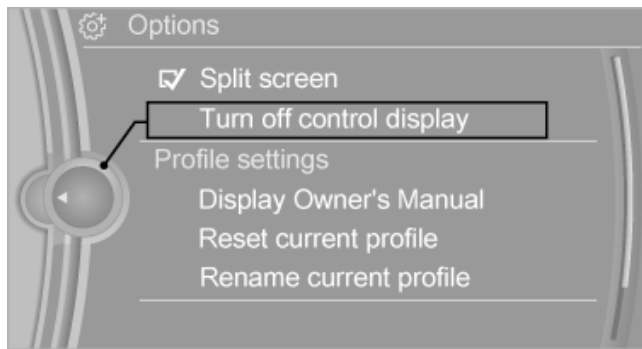 Options
Split screen
Turn off control display
Profile settings
Display Owner's Manual
Reset current profile
Rename current profile